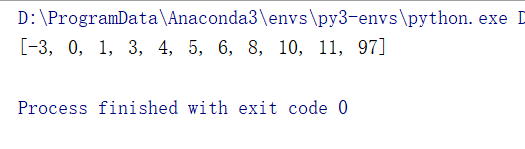 D:\ProgramData\Anaconda3\envs\py3-envs\python.exe D
[-3, 0, 1, 3, 4, 5, 6, 8, 10, 11, 97]
Process finished with exit code 0